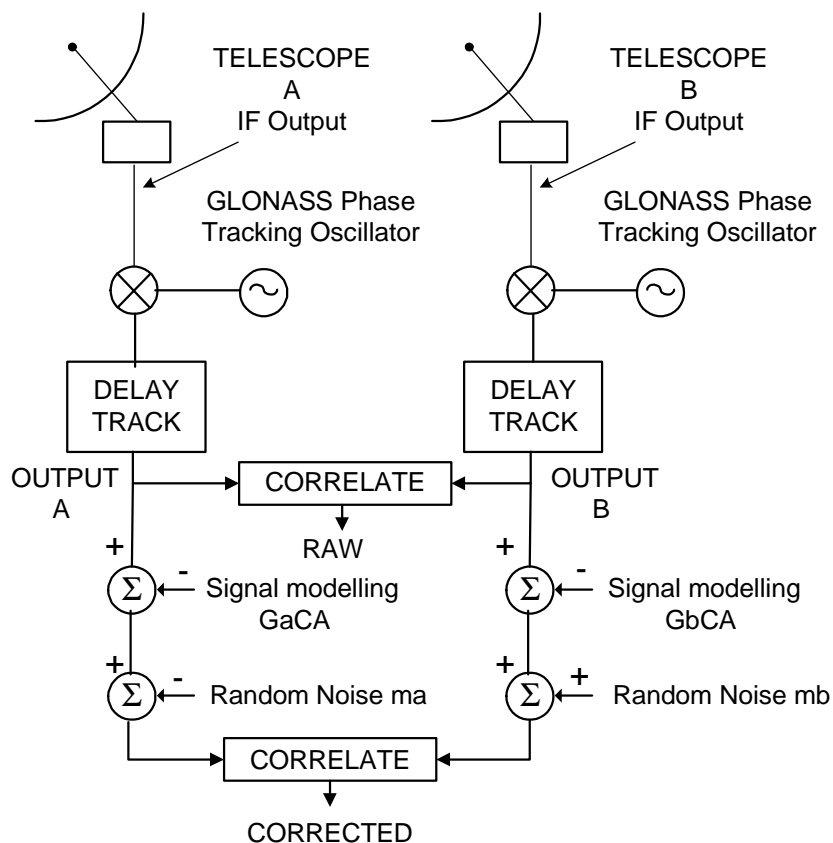 TELESCOPE
A
IF Output
TELESCOPE
B
IF Output
GLONASS Phase
Tracking Oscillator
GLONASS Phase
Tracking Oscillator
DELAY
TRACK
DELAY
TRACK
OUTPUT
A
CORRELATE
OUTPUT
B
RAW
+
-
Σ
Signal modelling
GaCA
+
-
Σ
Signal modelling
GbCA
+
-
Σ
Random Noise ma
+
+
Σ
Random Noise mb
CORRELATE
CORRECTED